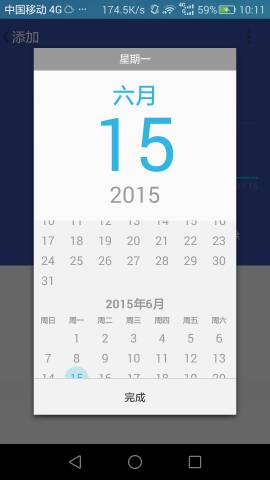 中国移动 4G ··· 174.5K/s 4G 59% 10:11
添加
星期一
六月
15
2015
10 11 12 13 14 15 16
17 18 19 20 21 22 23
24 25 26 27 28 29 30
31
2015年6月
周日 周一 周二 周三 周四 周五 周六
1 2 3 4 5 6
7 8 9 10 11 12 13
14 15 16 17 18 19 20
完成